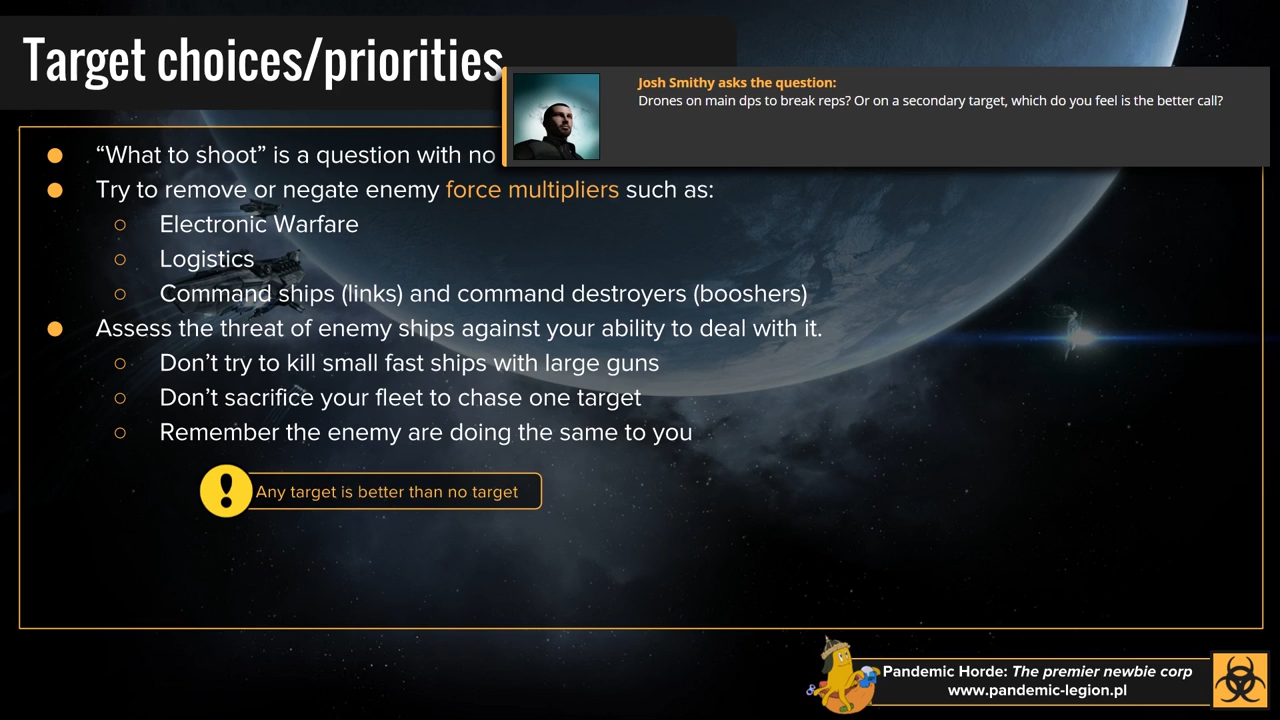 Target choices/priorities
Josh Smithy asks the question:
Drones on main dps to break reps? Or on a secondary target, which do you feel is the better call?
“What to shoot” is a question with no
Try to remove or negate enemy force multipliers such as:
Electronic Warfare
Logistics
Command ships (links) and command destroyers (booshers)
Assess the threat of enemy ships against your ability to deal with it.
Don’t try to kill small fast ships with large guns
Don’t sacrifice your fleet to chase one target
Remember the enemy are doing the same to you
Any target is better than no target
Pandemic Horde: The premier newbie corp
www.pandemic-legion.pl